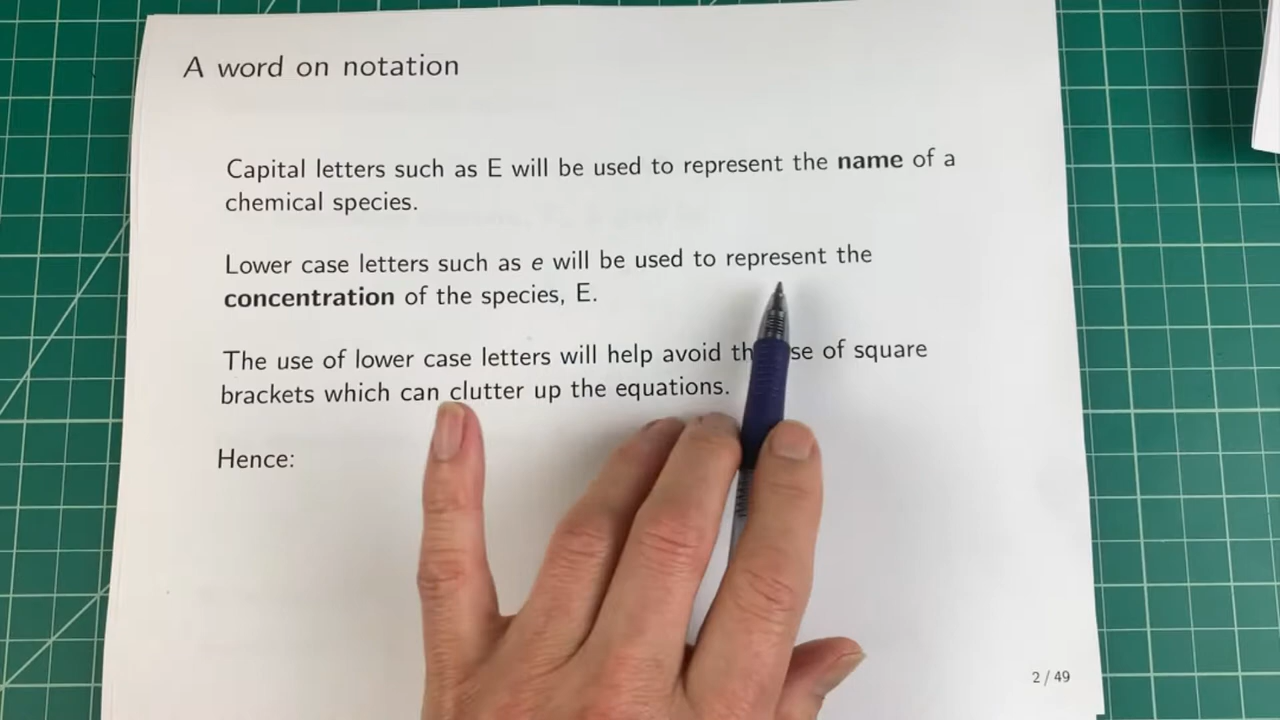 A word on notation
Capital letters such as E will be used to represent the name of a
chemical species.
Lower case letters such as e will be used to represent the
concentration of the species, E.
The use of lower case letters will help avoid of square
brackets which can clutter up the equations.
Hence:
2 / 49